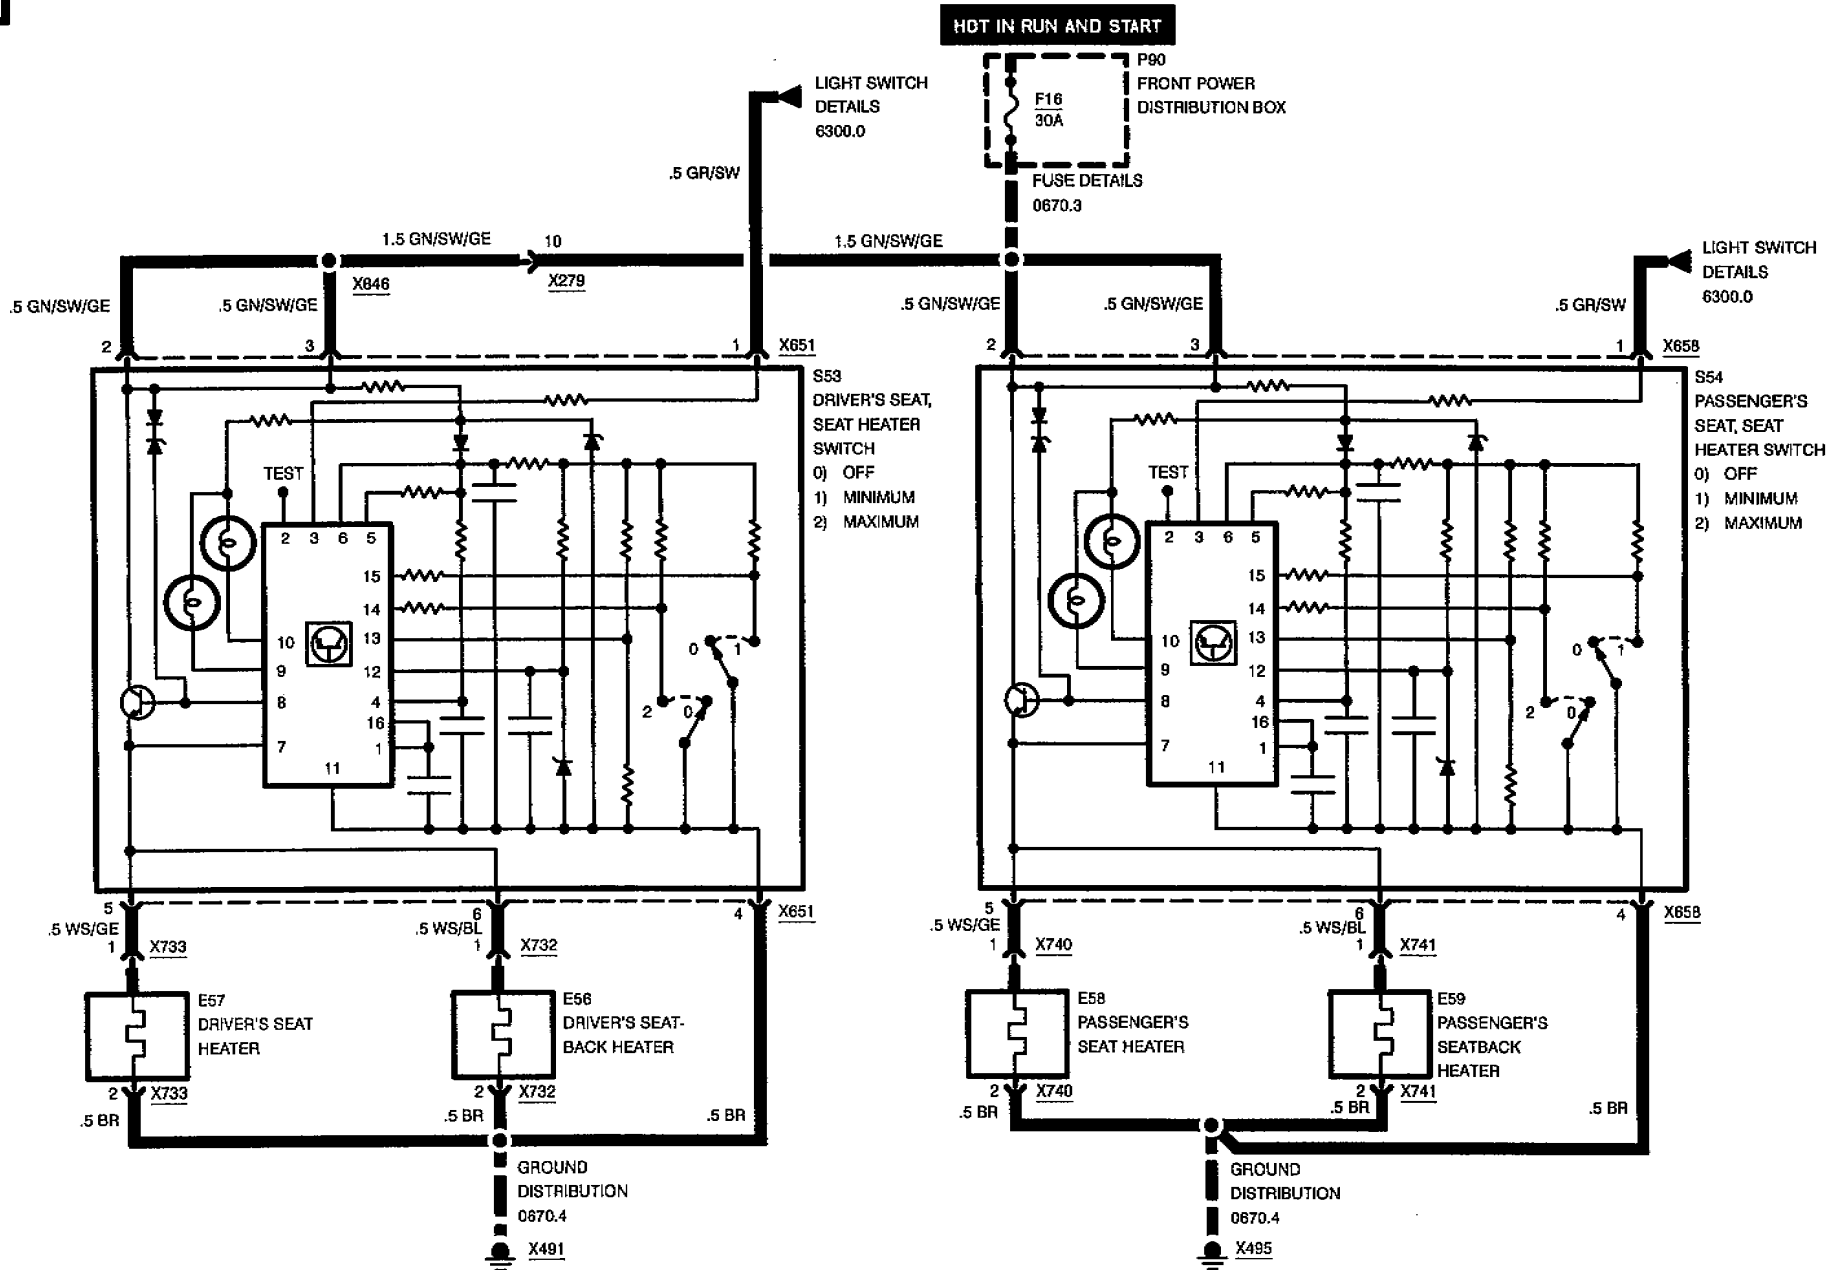 HOT IN RUN AND START
P90
FRONT POWER
DISTRIBUTION BOX
F16
30A
FUSE DETAILS
0670.3
LIGHT SWITCH
DETAILS
6300.0
.5 GR/SW
1.5 GN/SW/GE
10
X279
1.5 GN/SW/GE
X646
LIGHT SWITCH
DETAILS
6300.0
.5 GN/SW/GE
.5 GN/SW/GE
.5 GN/SW/GE
.5 GN/SW/GE
.5 GR/SW
2
3
1
X651
2
3
1
X658
S53
DRIVER'S SEAT,
SEAT HEATER
SWITCH
0) OFF
1) MINIMUM
2) MAXIMUM
S54
PASSENGER'S
SEAT, SEAT
HEATER SWITCH
0) OFF
1) MINIMUM
2) MAXIMUM
TEST
2
3
6
5
15
14
13
12
4
16
1
11
10
9
8
7
0
1
2
0
TEST
2
3
6
5
15
14
13
12
4
16
1
11
10
9
8
7
0
1
2
0
5
.5 WS/GE
1
X733
6
.5 WS/BL
1
X732
4
X651
5
.5 WS/GE
1
X740
6
.5 WS/BL
1
X741
4
X658
E57
DRIVER'S SEAT
HEATER
E56
DRIVER'S SEAT-
BACK HEATER
E58
PASSENGER'S
SEAT HEATER
E59
PASSENGER'S
SEATBACK
HEATER
2
X733
.5 BR
2
X732
.5 BR
.5 BR
2
X740
.5 BR
2
X741
.5 BR
.5 BR
GROUND
DISTRIBUTION
0670.4
X491
GROUND
DISTRIBUTION
0670.4
X495